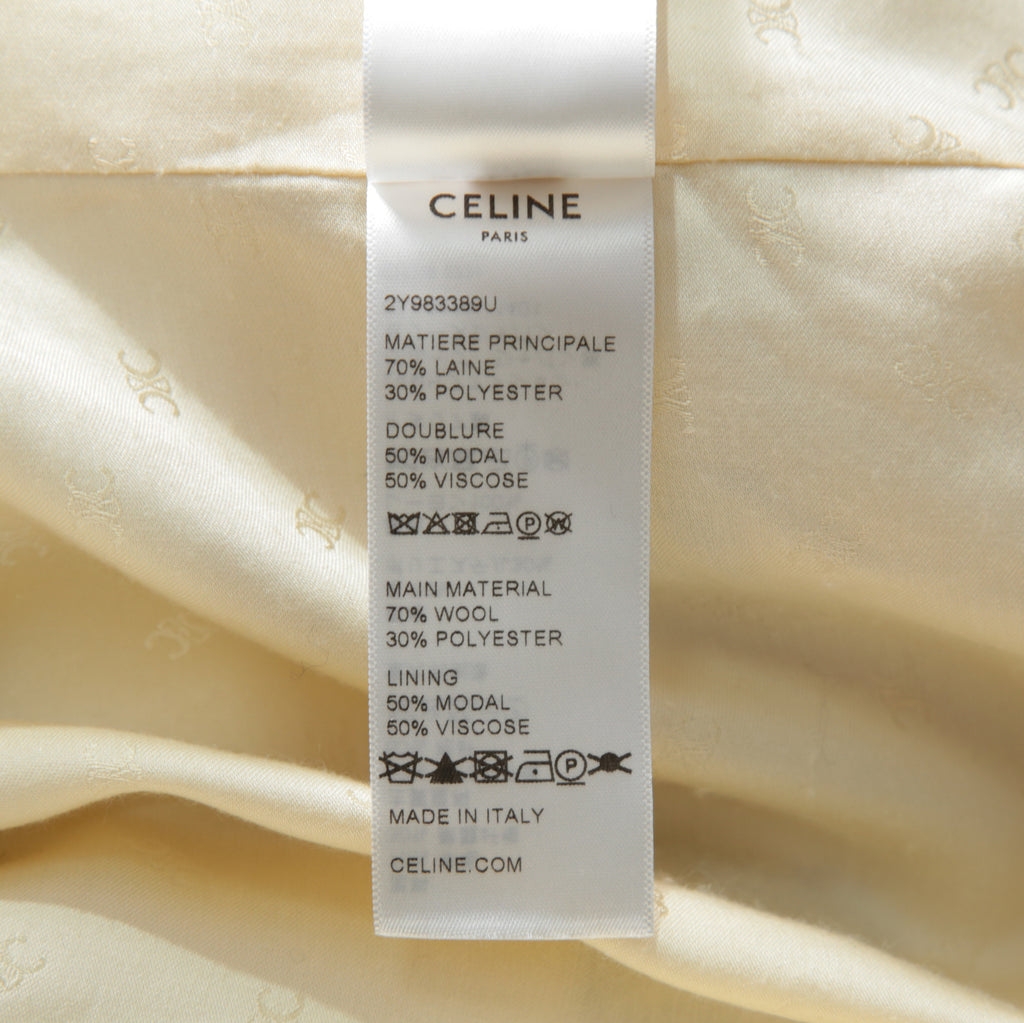 CELINE
PARIS
2Y983389U
MATIERE PRINCIPALE
70% LAINE
30% POLYESTER
DOUBLURE
50% MODAL
50% VISCOSE
P W
MAIN MATERIAL
70% WOOL
30% POLYESTER
LINING
50% MODAL
50% VISCOSE
P
MADE IN ITALY
CELINE.COM